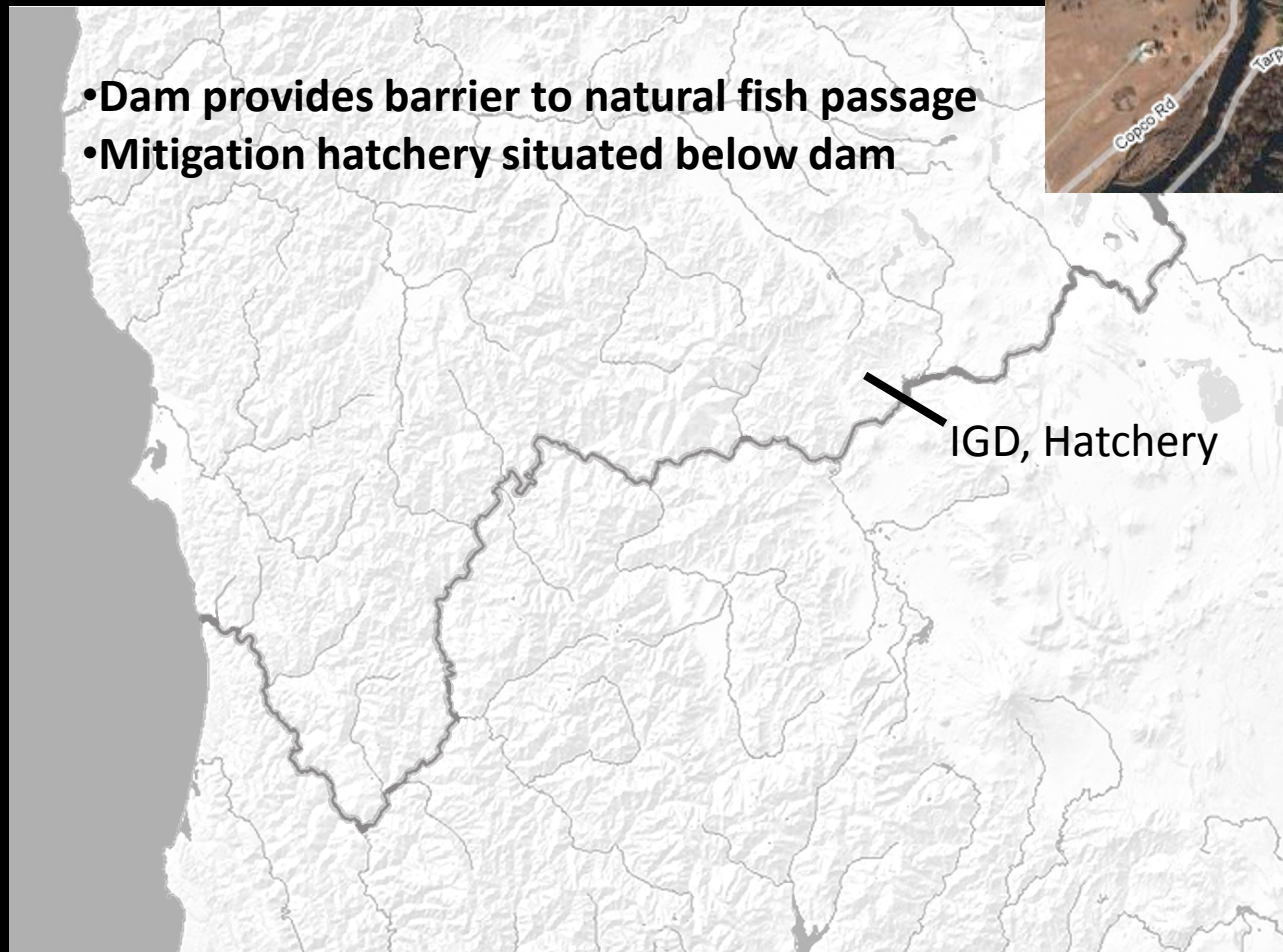 •Dam provides barrier to natural fish passage
•Mitigation hatchery situated below dam
Copco Rd
IGD, Hatchery